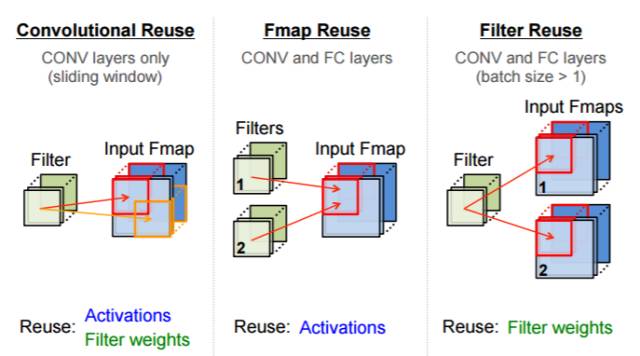 Convolutional Reuse
CONV layers only
(sliding window)
Filter
Input Fmap
Reuse: Activations
Filter weights
Fmap Reuse
CONV and FC layers
Filters
Input Fmap
1
2
Reuse: Activations
Filter Reuse
CONV and FC layers
(batch size > 1)
Input Fmaps
Filter
1
2
Reuse: Filter weights